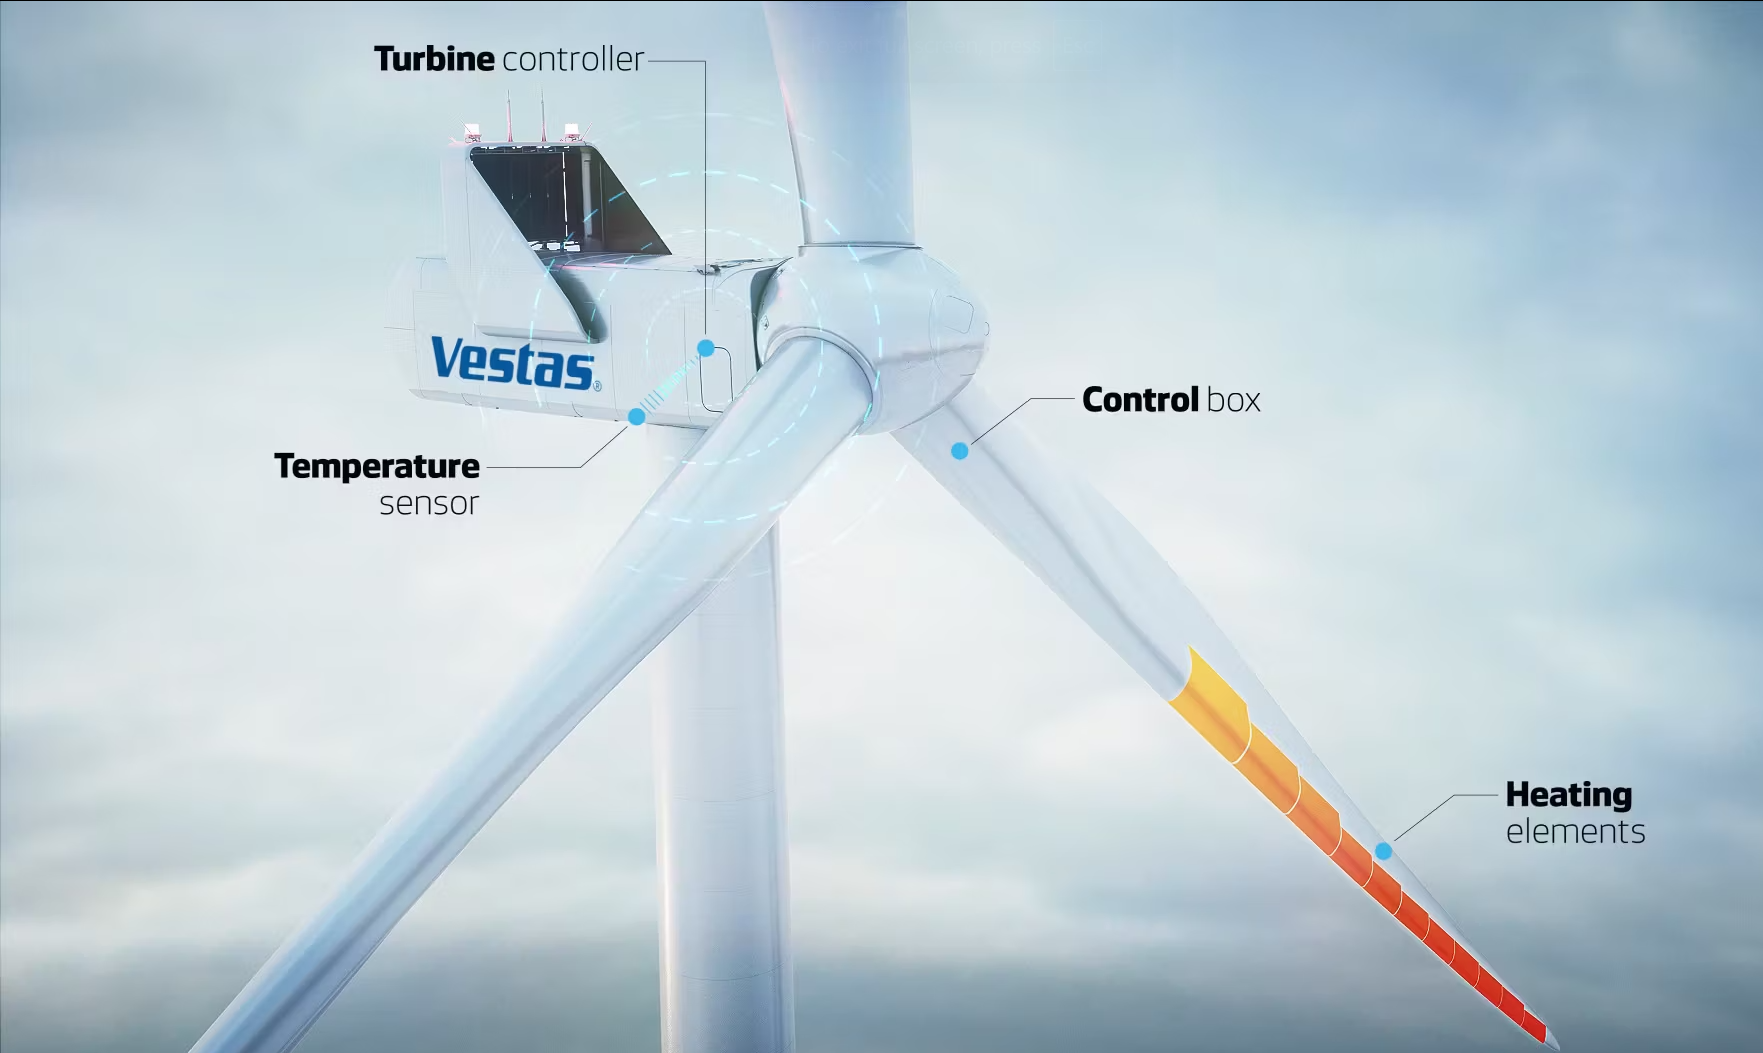 Turbine controller
Vestas®
Control box
Temperature
sensor
Heating
elements